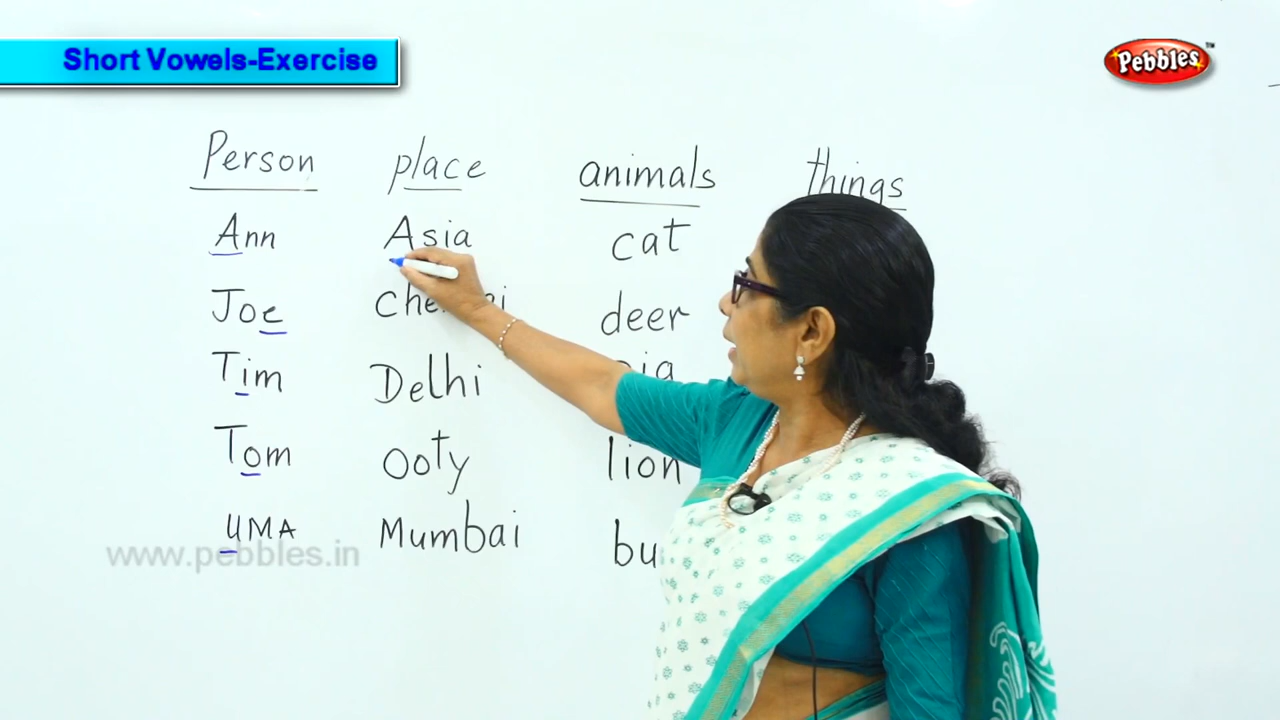 Short Vowels-Exercise
Pebbles™
Person place animals things
Ann Asia cat
Joe deer
Tim Delhi
Tom Ooty lion
UMA Mumbai
www.pebbles.in